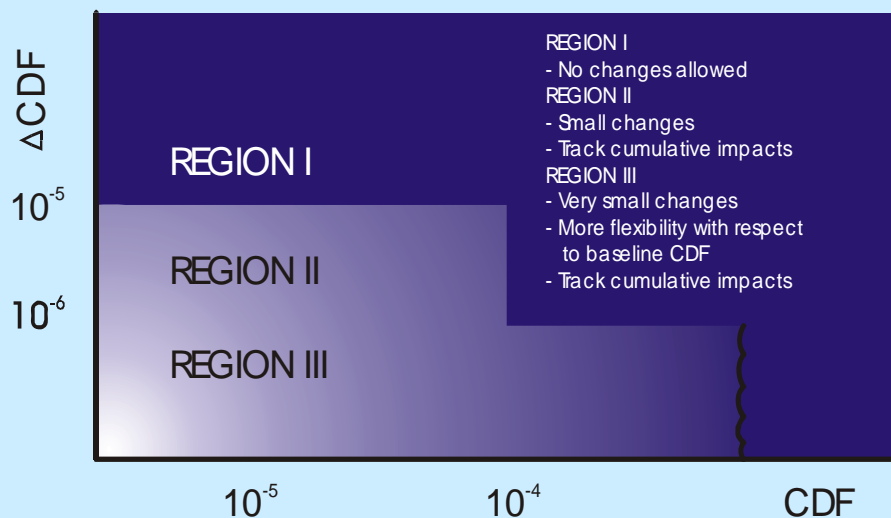 ΔCDF
REGION I
- No changes allowed
REGION II
- Small changes
- Track cumulative impacts
REGION III
- Very small changes
- More flexibility with respect
to baseline CDF
- Track cumulative impacts
REGION I
10⁻⁵
REGION II
10⁻⁶
REGION III
10⁻⁵
10⁻⁴
CDF